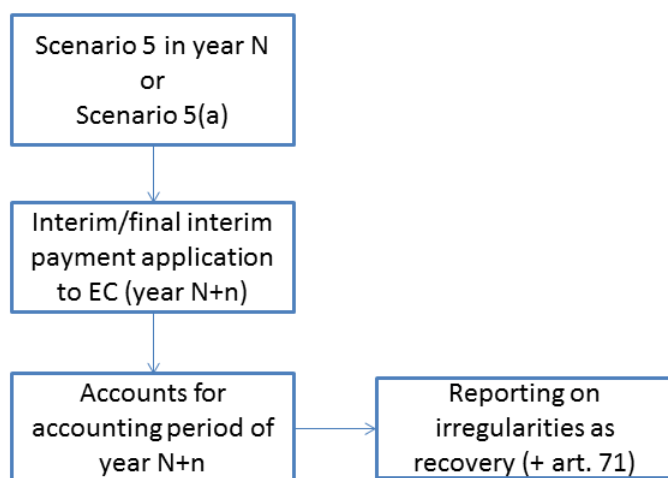 Scenario 5 in year N
or
Scenario 5(a)
Interim/final interim
payment application
to EC (year N+n)
Accounts for
accounting period of
year N+n
Reporting on
irregularities as
recovery (+ art. 71)